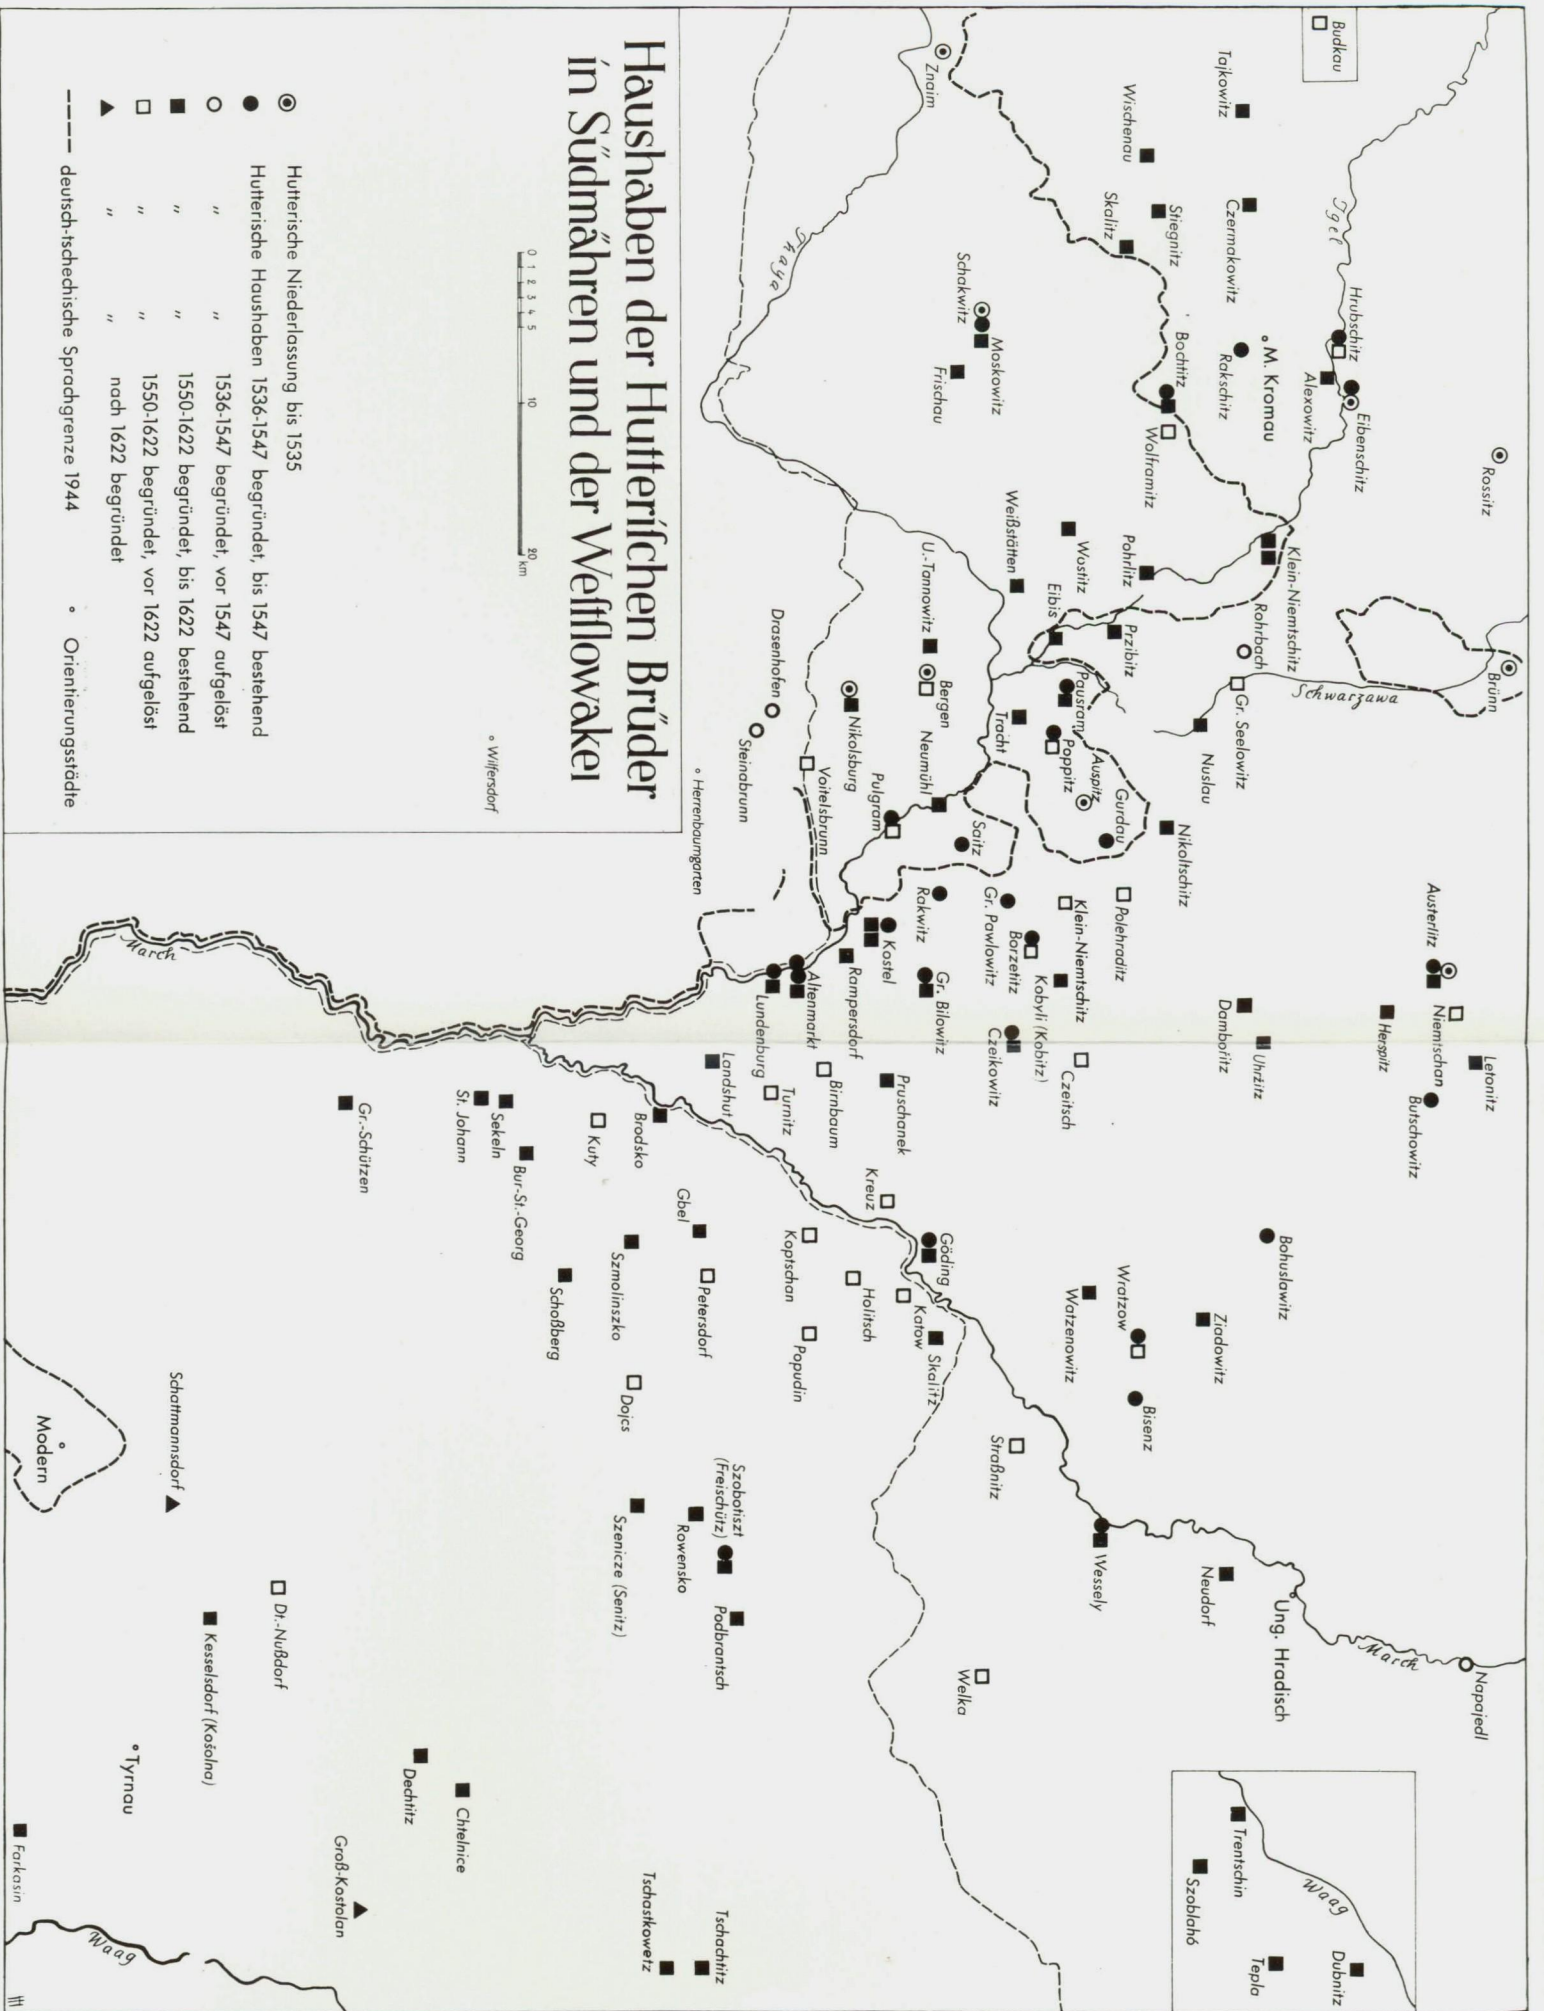 Haushaben der Hutterischen Brüder
in Südmähren und der Westslowakei
0 1 2 3 4 5 10 20 km
Hutterische Niederlassung bis 1535
Hutterische Haushaben 1536-1547 begründet, bis 1547 bestehend
" " 1536-1547 begründet, vor 1547 aufgelöst
" " 1550-1622 begründet, bis 1622 bestehend
" " 1550-1622 begründet, vor 1622 aufgelöst
" " nach 1622 begründet
deutsch-tschechische Sprachgrenze 1944
Orientierungsstädte
Budkau
Tajkowitz
Wischenau
Znaim
Igel
Czermakowitz
Stiegnitz
Skalitz
Thaya
Schakwitz
Moskowitz
Frischau
Hrubschitz
Alexowitz
Eibenschitz
M. Kromau
Rakschitz
Bochtitz
Wolframitz
Rossitz
Brünn
Schwarzawa
Klein-Niemtschitz
Rohrbach
Gr. Seelowitz
Nuslau
Pohrlitz
Przibitz
Wostitz
Weißstätten
Eibis
Pausram
Poppitz
Auspitz
Gurdau
Nikoltschitz
Tracht
U.-Tannowitz
Bergen
Neumühl
Nikolsburg
Pulgram
Saitz
Voitelsbrunn
Drasenhofen
Steinabrunn
Herrenbaumgarten
Wilfersdorf
Polehraditz
Klein-Niemtschitz
Gr. Pawlowitz
Borzetitz
Kobyli (Kobitz)
Czeitsch
Czeikowitz
Rakwitz
Gr. Bilowitz
Kostel
Rampersdorf
Altenmarkt
Lundenburg
Landshut
Turnitz
Birnbaum
Pruschanek
Austerlitz
Niemtschan
Letonitz
Butschowitz
Herspitz
Dambořitz
Uhržitz
Bohuslawitz
Ziadowitz
Wratzow
Watzenowitz
Bisenz
Straßnitz
Wessely
Neudorf
Ung. Hradisch
March
Napajedl
Welka
Kreuz
Göding
Katow
Skalitz
Holitsch
Koptschan
Popudin
Petersdorf
Gbel
Brodsko
Kuty
Szmolinszko
Dojcs
Schoßberg
Bur-St.-Georg
Sekeln
St. Johann
Gr.-Schützen
March
Szobotiszt
(Freischütz)
Podbrantsch
Rowensko
Szenicze (Senitz)
Schattmannsdorf
Modern
Dt.-Nußdorf
Kesselsdorf (Košolna)
Tyrnau
Dechtitz
Chtelnice
Groß-Kostolan
Farkasin
Waag
Tschachtitz
Tschastkowetz
Trentschin
Waag
Szoblahó
Tepla
Dubnitz